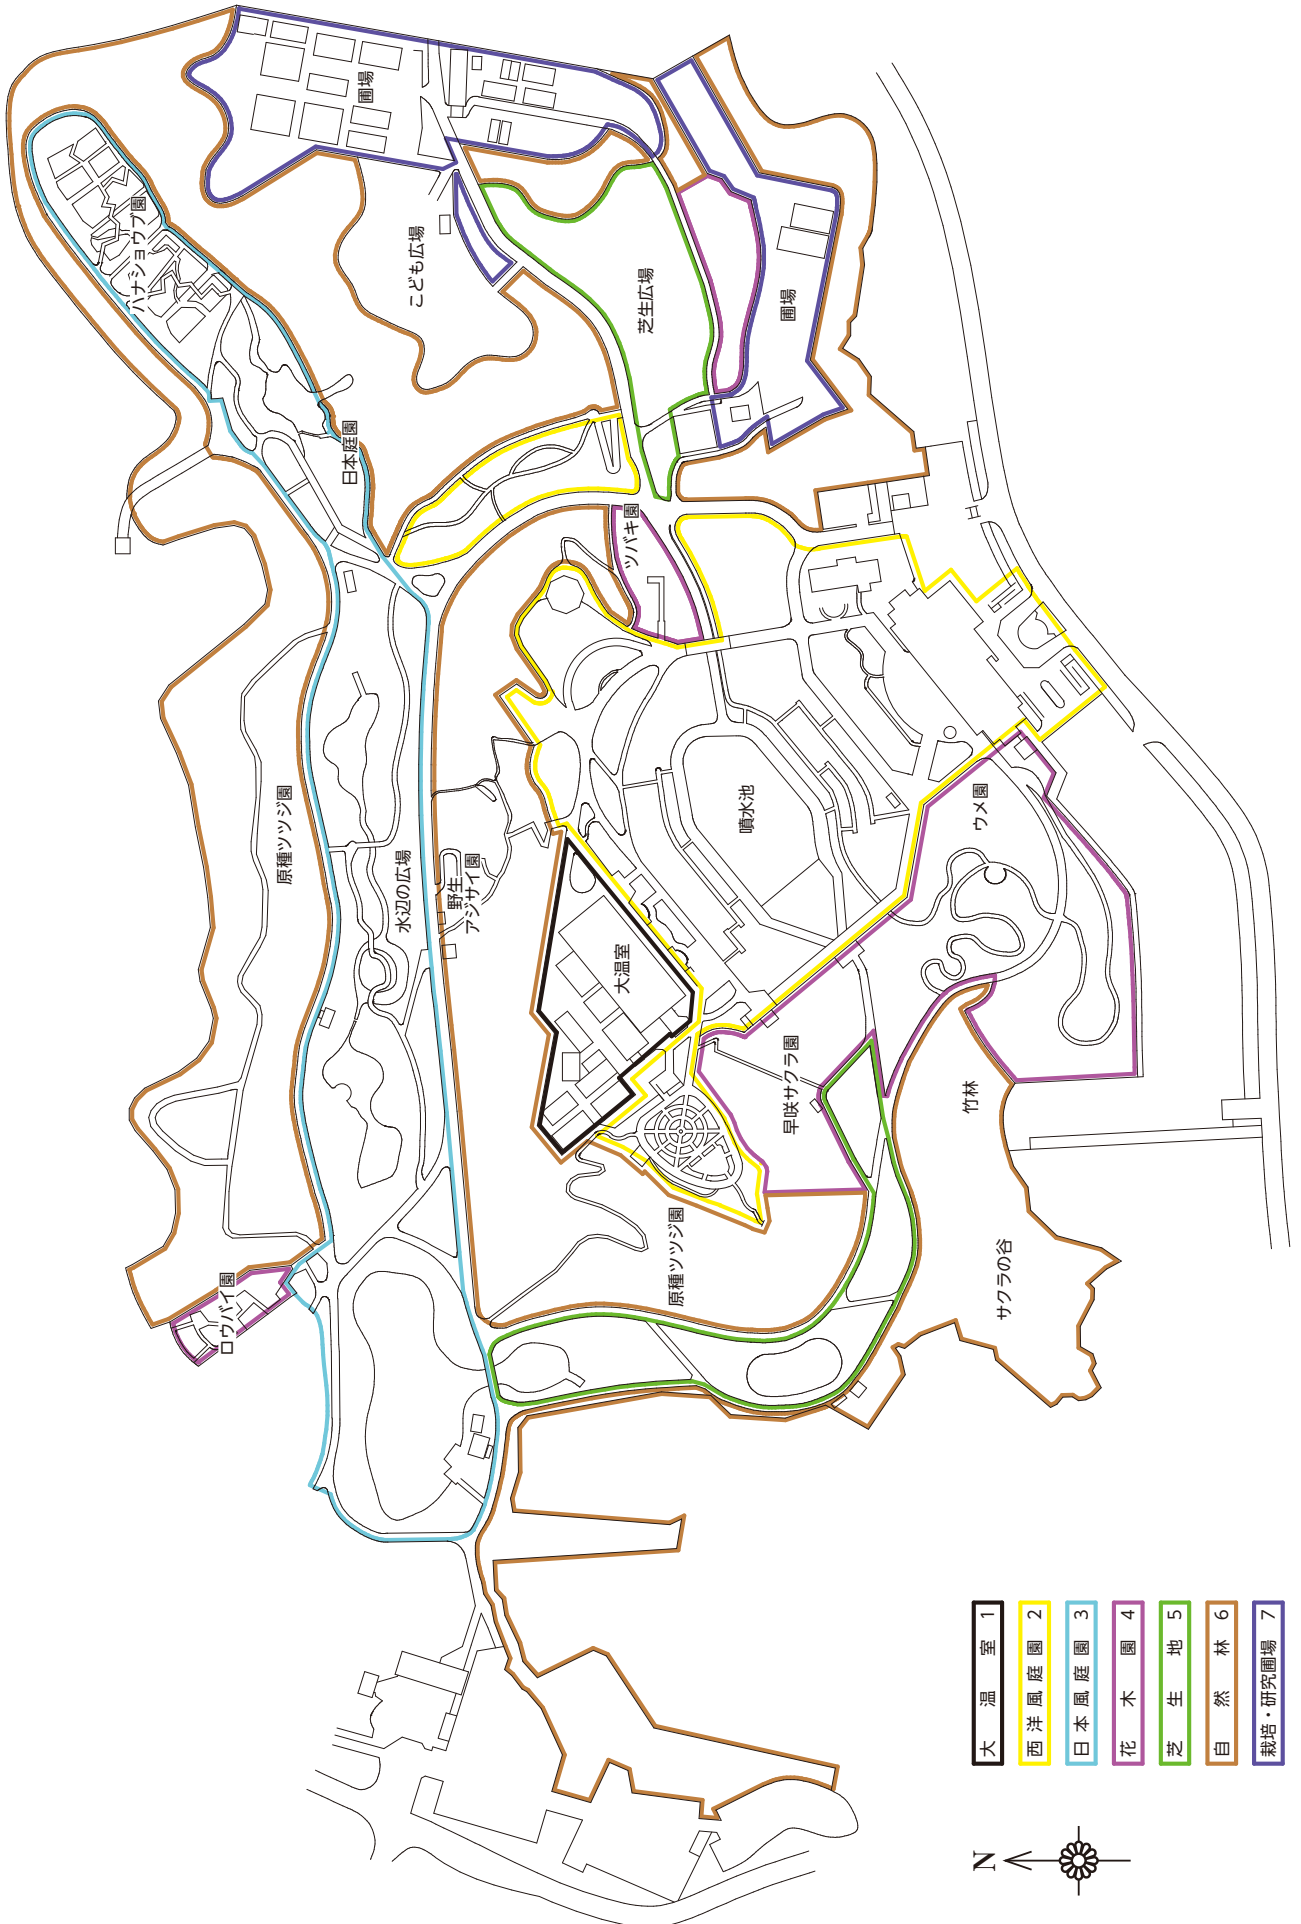 圃場
ハナショウブ園
こども広場
芝生広場
圃場
日本庭園
ツバキ園
原種ツツジ園
水辺の広場
野生
アジサイ園
噴水池
ウメ園
大温室
早咲サクラ園
竹林
原種ツツジ園
サクラの谷
ロウバイ園
大温室 1
西洋風庭園 2
日本風庭園 3
花木園 4
芝生地 5
自然林 6
栽培・研究圃場 7
N